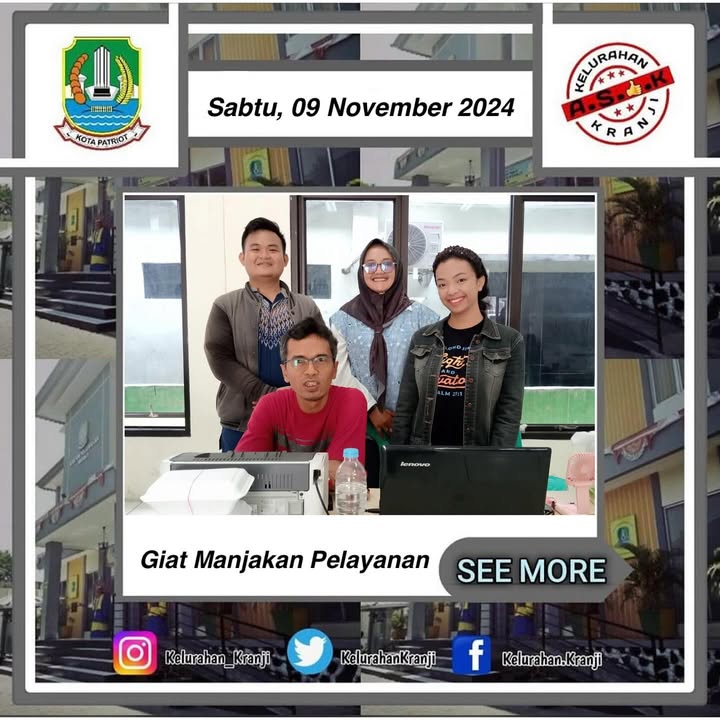 Sabtu, 09 November 2024
KOTA PATRIOT
KELURAHAN
A.S.K
KRANJI
lenovo
Giat Manjakan Pelayanan
SEE MORE
Kelurahan_Kranji
KelurahanKranji
Kelurahan.Kranji